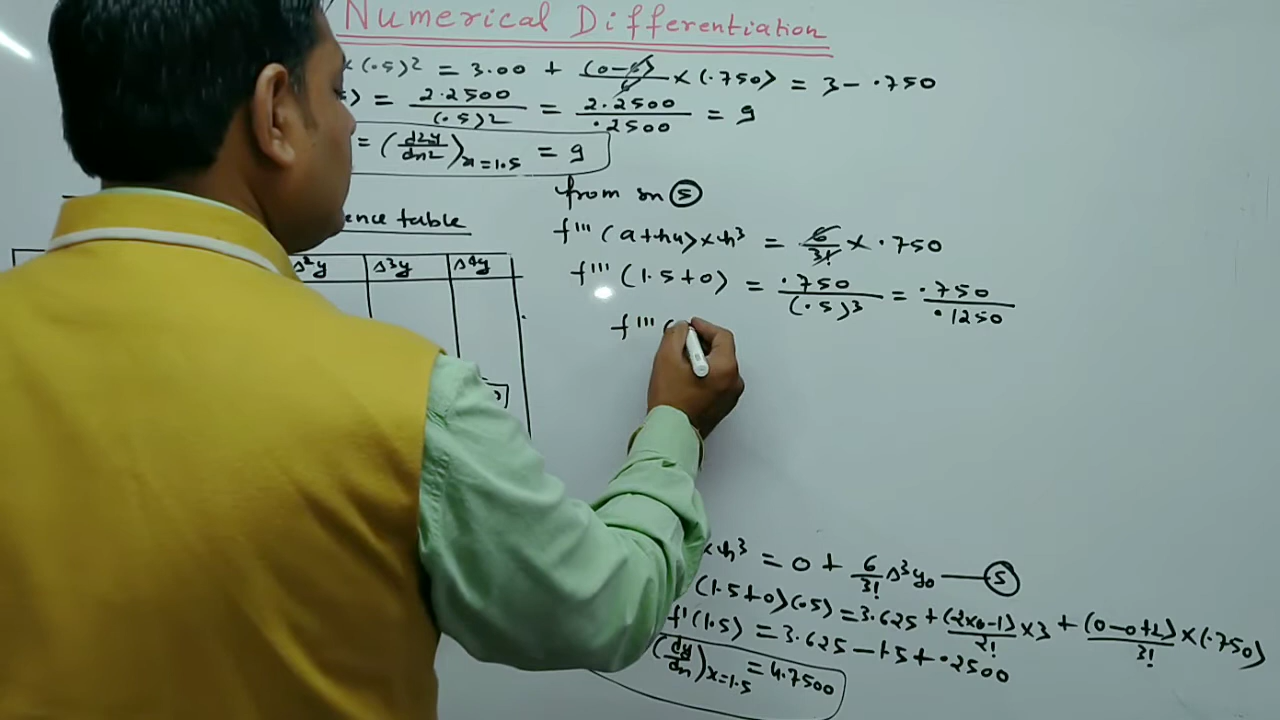 Numerical Differentiation
×(.5)² = 3.00 + (0-6)/6 × (.750) = 3 - .750
) = 2.2500/(.5)² = 2.2500/.2500 = 9
= (d2y/dn2)x=1.5 = 9
from sn ⑤
f''' (a+hu)×h³ = 6/3! × .750
ence table
Δ²y Δ³y Δ⁴y
f''' (1.5+0) = .750/(.5)³ = .750/.1250
f''' (
×h³ = 0 + 6/3! Δ³y₀ — ⑤
(1.5+0)(.5) = 3.625 + (2×0-1)/2! × 3 + (0-0+2)/3! × (.750)
f' (1.5) = 3.625 - 1.5 + .2500
(dy/dn)x=1.5 = 4.7500